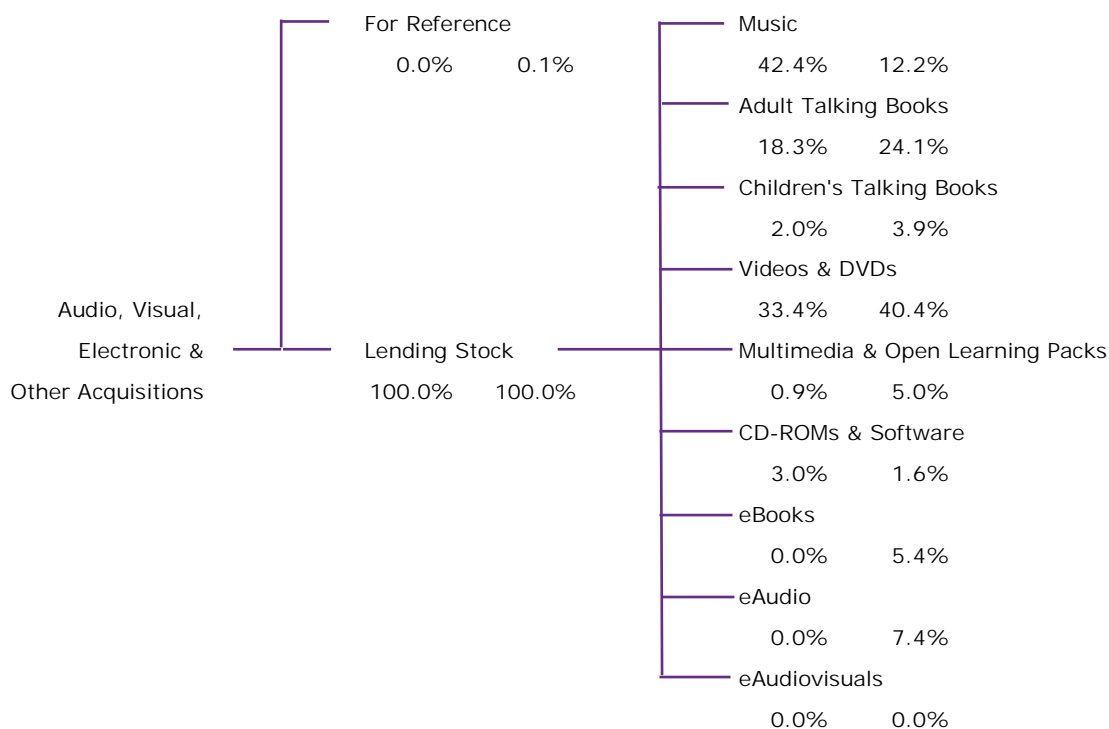 Audio, Visual,
Electronic &
Other Acquisitions
For Reference
0.0% 0.1%
Lending Stock
100.0% 100.0%
Music
42.4% 12.2%
Adult Talking Books
18.3% 24.1%
Children's Talking Books
2.0% 3.9%
Videos & DVDs
33.4% 40.4%
Multimedia & Open Learning Packs
0.9% 5.0%
CD-ROMs & Software
3.0% 1.6%
eBooks
0.0% 5.4%
eAudio
0.0% 7.4%
eAudiovisuals
0.0% 0.0%